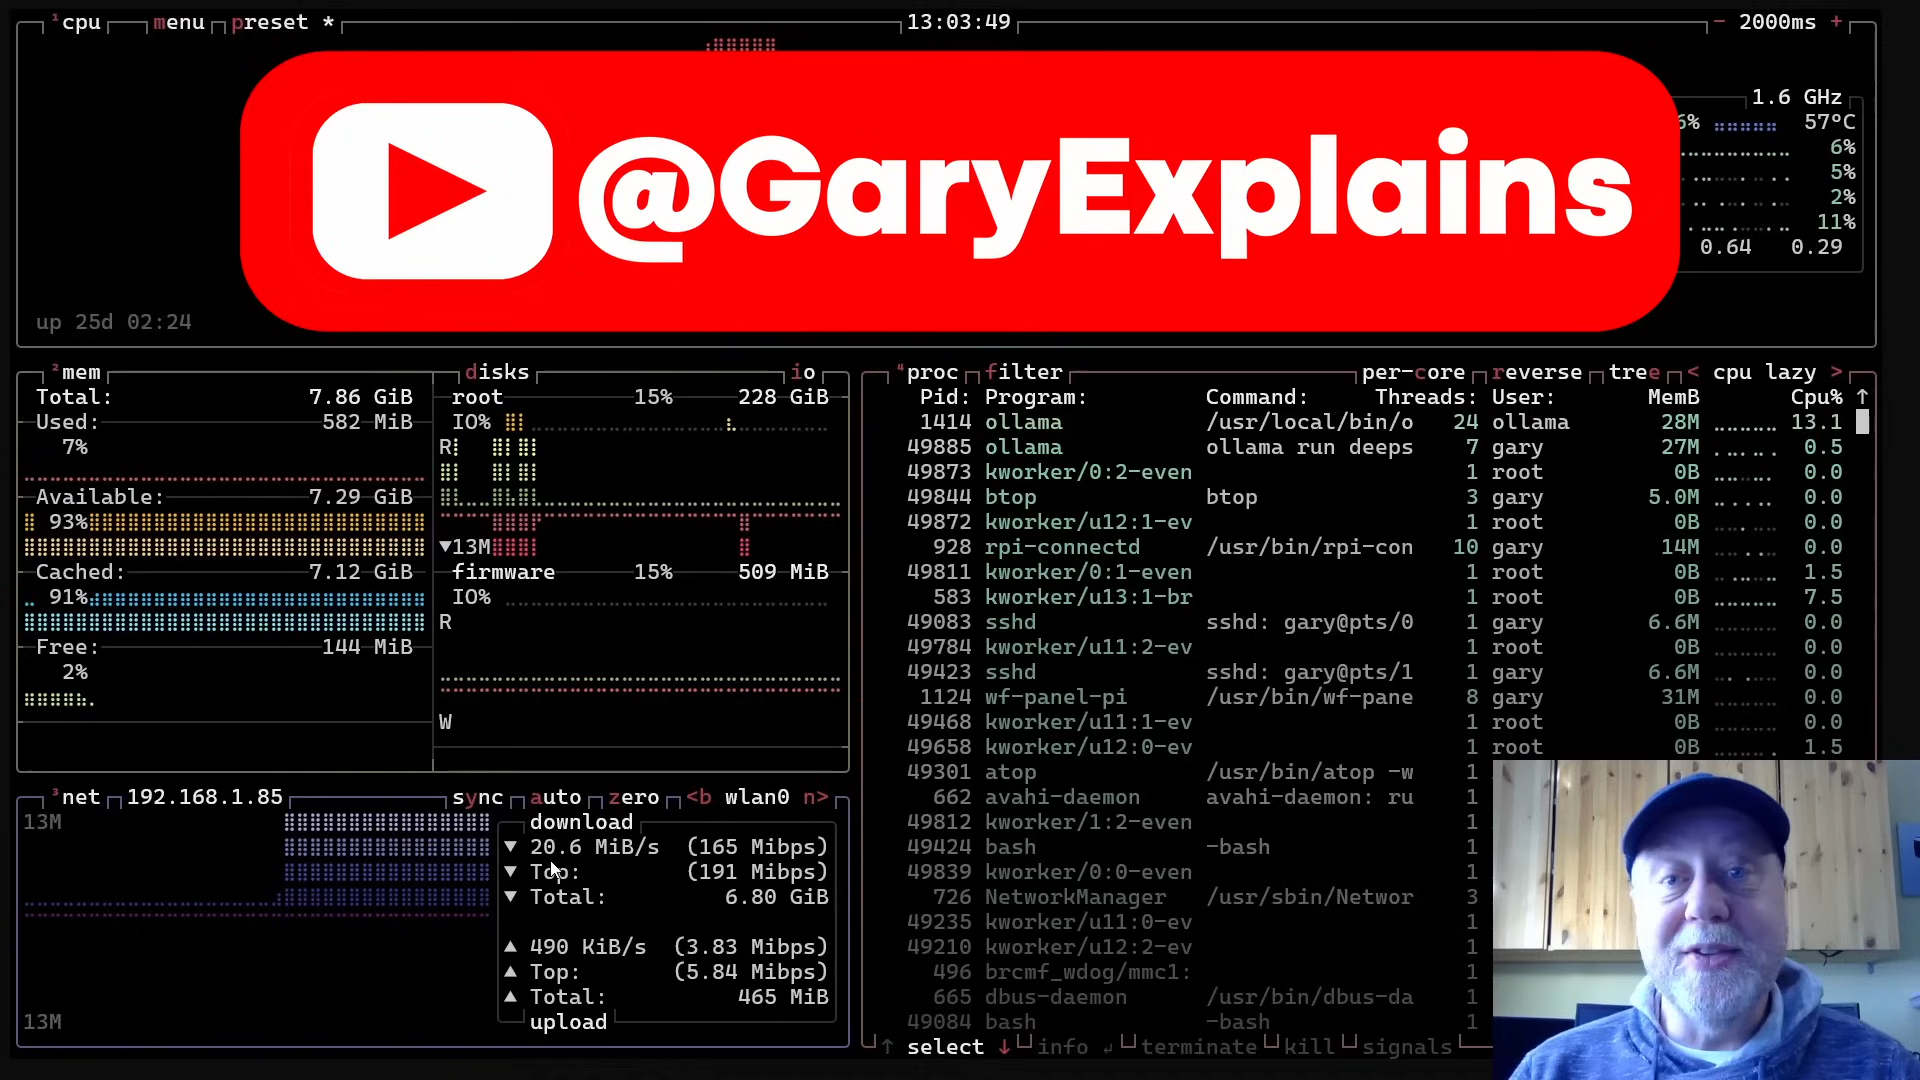 ¹cpu menu preset * 13:03:49 - 2000ms +
@GaryExplains
1.6 GHz
6% 57°C
6%
5%
2%
11%
0.64 0.29
up 25d 02:24
²mem
Total: 7.86 GiB
Used: 582 MiB
7%
Available: 7.29 GiB
93%
Cached: 7.12 GiB
91%
Free: 144 MiB
2%
disks io
root 15% 228 GiB
IO%
R
▼13M
firmware 15% 509 MiB
IO%
R
W
³net 192.168.1.85 sync auto zero <b wlan0 n>
13M
download
▼ 20.6 MiB/s (165 Mibps)
▼ Top: (191 Mibps)
▼ Total: 6.80 GiB
▲ 490 KiB/s (3.83 Mibps)
▲ Top: (5.84 Mibps)
▲ Total: 465 MiB
upload
13M
⁴proc filter per-core reverse tree < cpu lazy >
Pid: Program: Command: Threads: User: MemB Cpu% ↑
1414 ollama /usr/local/bin/o 24 ollama 28M 13.1
49885 ollama ollama run deeps 7 gary 27M 0.5
49873 kworker/0:2-even 1 root 0B 0.0
49844 btop btop 3 gary 5.0M 0.0
49872 kworker/u12:1-ev 1 root 0B 0.0
928 rpi-connectd /usr/bin/rpi-con 10 gary 14M 0.0
49811 kworker/0:1-even 1 root 0B 1.5
583 kworker/u13:1-br 1 root 0B 7.5
49083 sshd sshd: gary@pts/0 1 gary 6.6M 0.0
49784 kworker/u11:2-ev 1 root 0B 0.0
49423 sshd sshd: gary@pts/1 1 gary 6.6M 0.0
1124 wf-panel-pi /usr/bin/wf-pane 8 gary 31M 0.0
49468 kworker/u11:1-ev 1 root 0B 0.0
49658 kworker/u12:0-ev 1 root 0B 1.5
49301 atop /usr/bin/atop -w 1
662 avahi-daemon avahi-daemon: ru 1
49812 kworker/1:2-even 1
49424 bash -bash 1
49839 kworker/0:0-even 1
726 NetworkManager /usr/sbin/Networ 3
49235 kworker/u11:0-ev 1
49210 kworker/u12:2-ev 1
496 brcmf_wdog/mmc1: 1
665 dbus-daemon /usr/bin/dbus-da 1
49084 bash -bash 1
↑ select ↓ info ↲ terminate kill signals